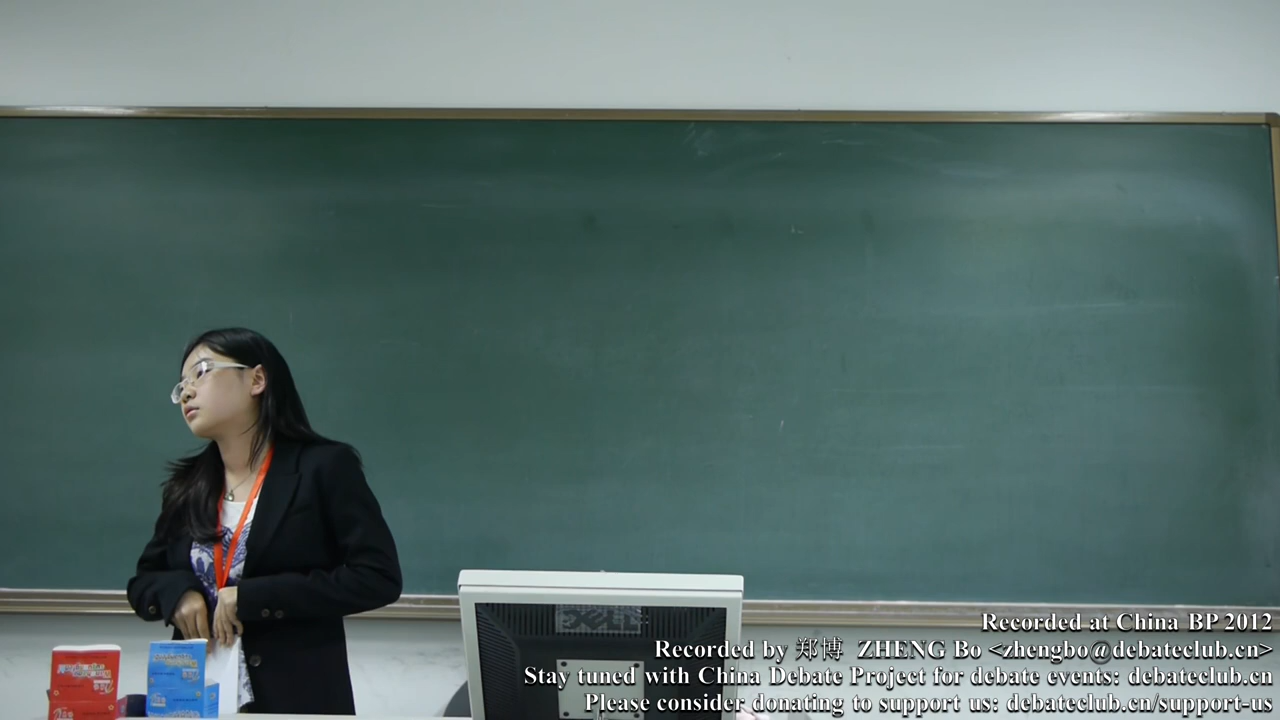 Recorded at China BP 2012
Recorded by 郑博 ZHENG Bo <zhengbo@debateclub.cn>
Stay tuned with China Debate Project for debate events: debateclub.cn
Please consider donating to support us: debateclub.cn/support-us